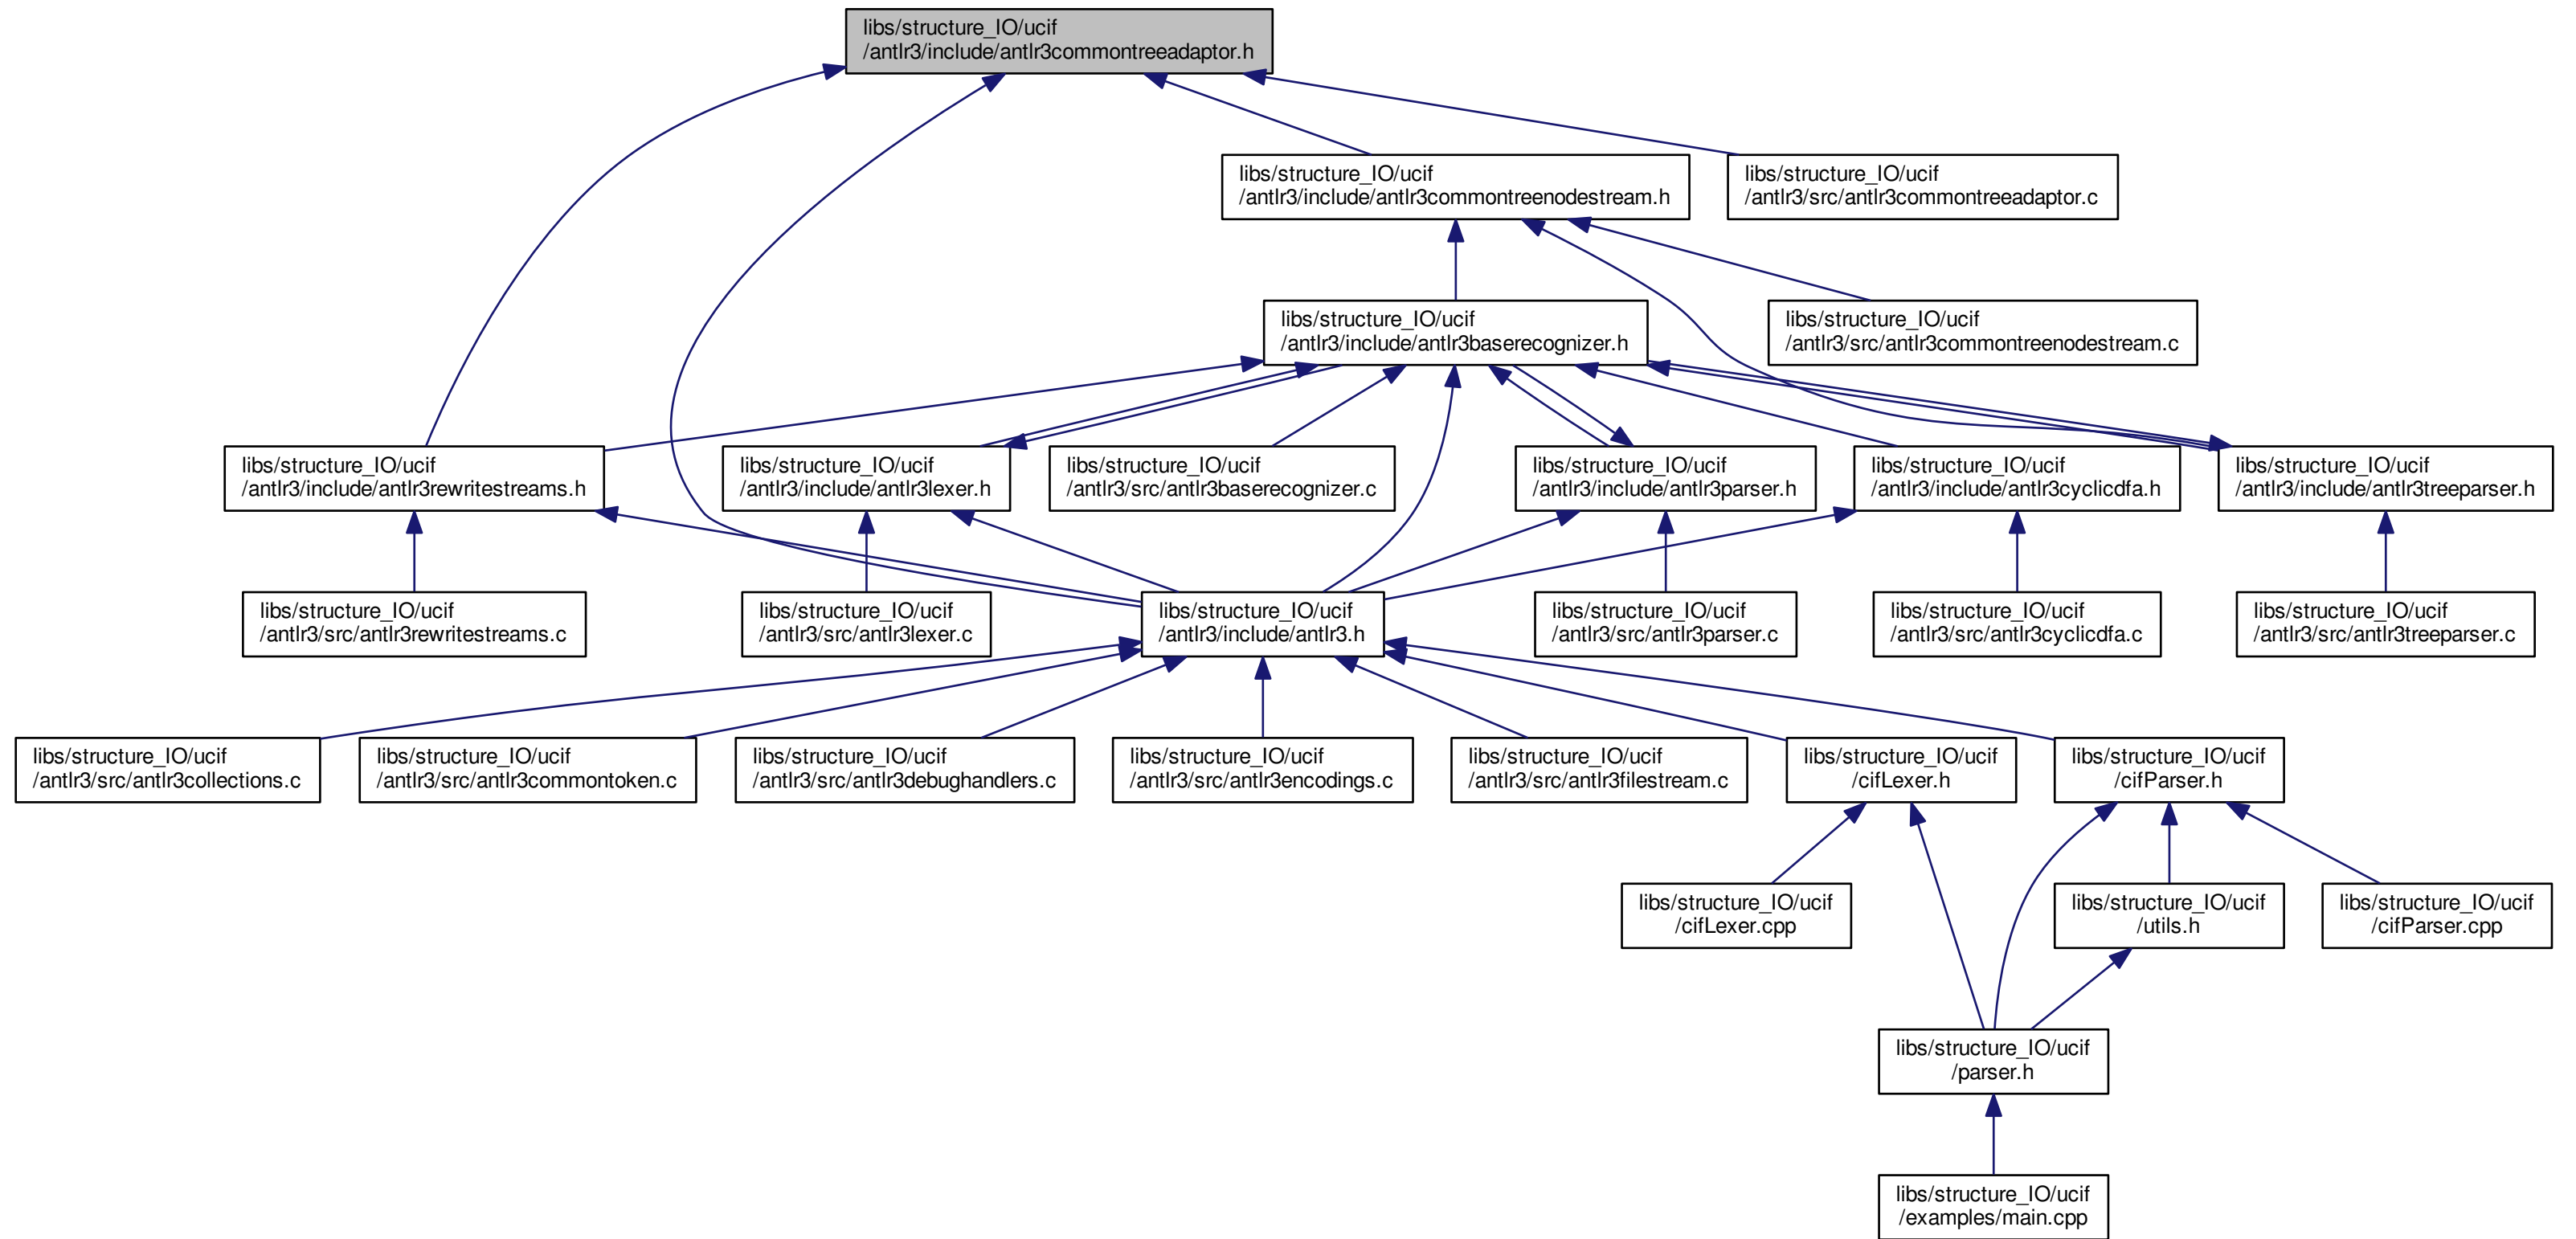 libs/structure_IO/ucif
/antlr3/include/antlr3commontreeadaptor.h
libs/structure_IO/ucif
/antlr3/include/antlr3commontreenodestream.h
libs/structure_IO/ucif
/antlr3/src/antlr3commontreeadaptor.c
libs/structure_IO/ucif
/antlr3/include/antlr3baserecognizer.h
libs/structure_IO/ucif
/antlr3/src/antlr3commontreenodestream.c
libs/structure_IO/ucif
/antlr3/include/antlr3rewritestreams.h
libs/structure_IO/ucif
/antlr3/include/antlr3lexer.h
libs/structure_IO/ucif
/antlr3/src/antlr3baserecognizer.c
libs/structure_IO/ucif
/antlr3/include/antlr3parser.h
libs/structure_IO/ucif
/antlr3/include/antlr3cyclicdfa.h
libs/structure_IO/ucif
/antlr3/include/antlr3treeparser.h
libs/structure_IO/ucif
/antlr3/src/antlr3rewritestreams.c
libs/structure_IO/ucif
/antlr3/src/antlr3lexer.c
libs/structure_IO/ucif
/antlr3/include/antlr3.h
libs/structure_IO/ucif
/antlr3/src/antlr3parser.c
libs/structure_IO/ucif
/antlr3/src/antlr3cyclicdfa.c
libs/structure_IO/ucif
/antlr3/src/antlr3treeparser.c
libs/structure_IO/ucif
/antlr3/src/antlr3collections.c
libs/structure_IO/ucif
/antlr3/src/antlr3commontoken.c
libs/structure_IO/ucif
/antlr3/src/antlr3debughandlers.c
libs/structure_IO/ucif
/antlr3/src/antlr3encodings.c
libs/structure_IO/ucif
/antlr3/src/antlr3filestream.c
libs/structure_IO/ucif
/cifLexer.h
libs/structure_IO/ucif
/cifParser.h
libs/structure_IO/ucif
/cifLexer.cpp
libs/structure_IO/ucif
/utils.h
libs/structure_IO/ucif
/cifParser.cpp
libs/structure_IO/ucif
/parser.h
libs/structure_IO/ucif
/examples/main.cpp